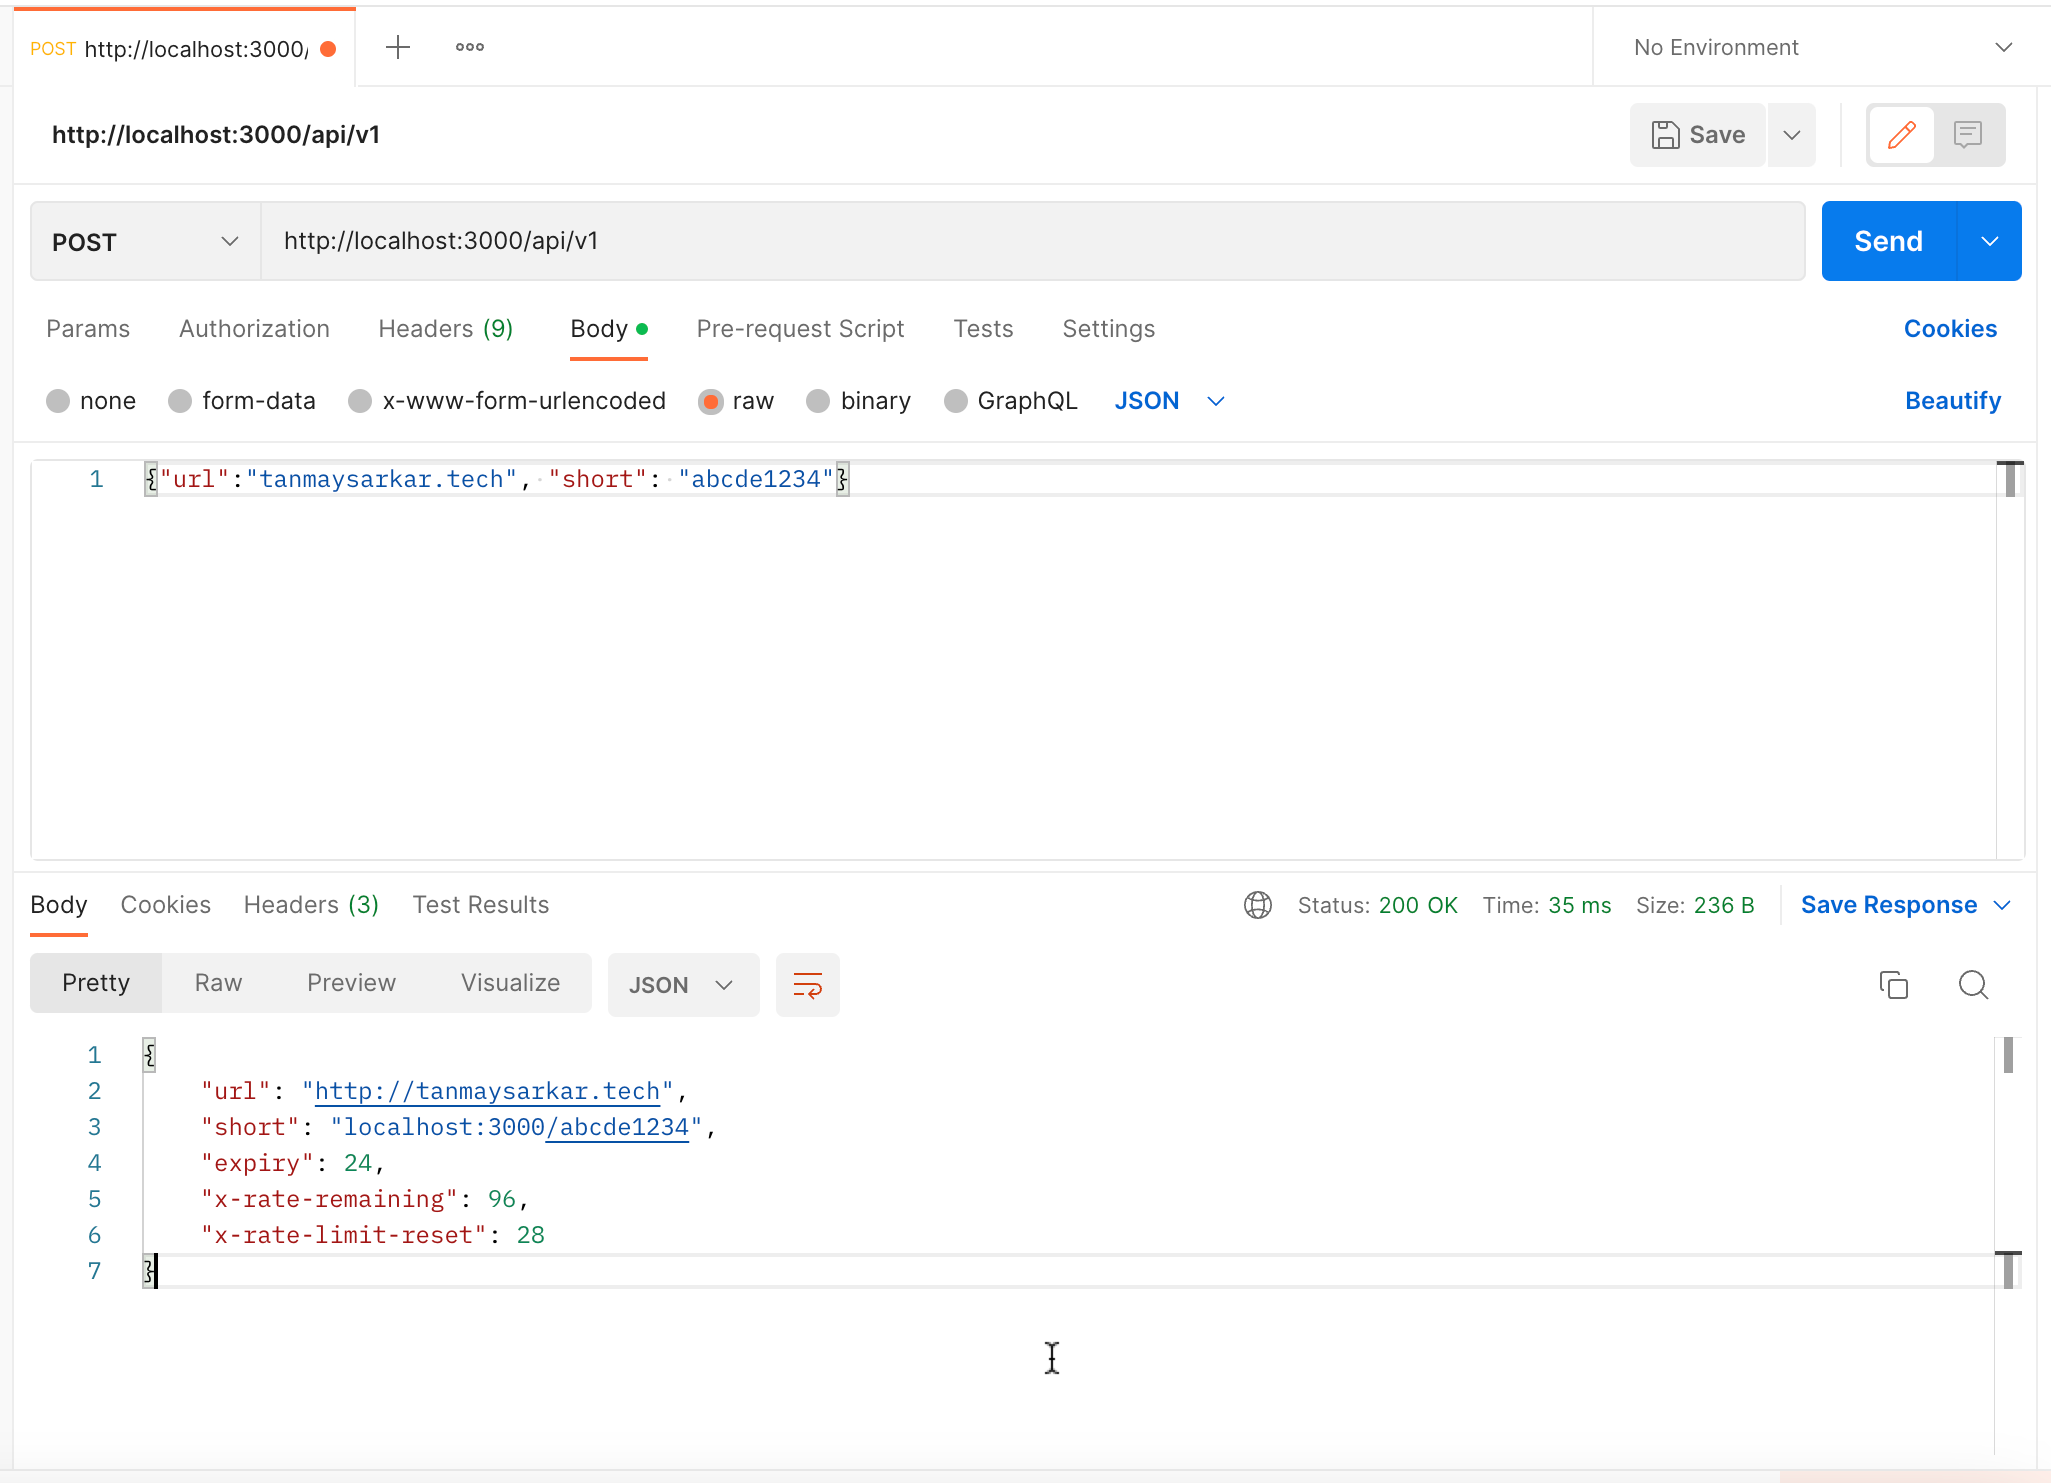 POST http://localhost:3000/ No Environment
http://localhost:3000/api/v1 Save
POST http://localhost:3000/api/v1 Send
Params Authorization Headers (9) Body Pre-request Script Tests Settings Cookies
none form-data x-www-form-urlencoded raw binary GraphQL JSON Beautify
1 {"url":"tanmaysarkar.tech", "short": "abcde1234"}
Body Cookies Headers (3) Test Results Status: 200 OK Time: 35 ms Size: 236 B Save Response
Pretty Raw Preview Visualize JSON
1 {
2 "url": "http://tanmaysarkar.tech",
3 "short": "localhost:3000/abcde1234",
4 "expiry": 24,
5 "x-rate-remaining": 96,
6 "x-rate-limit-reset": 28
7 }